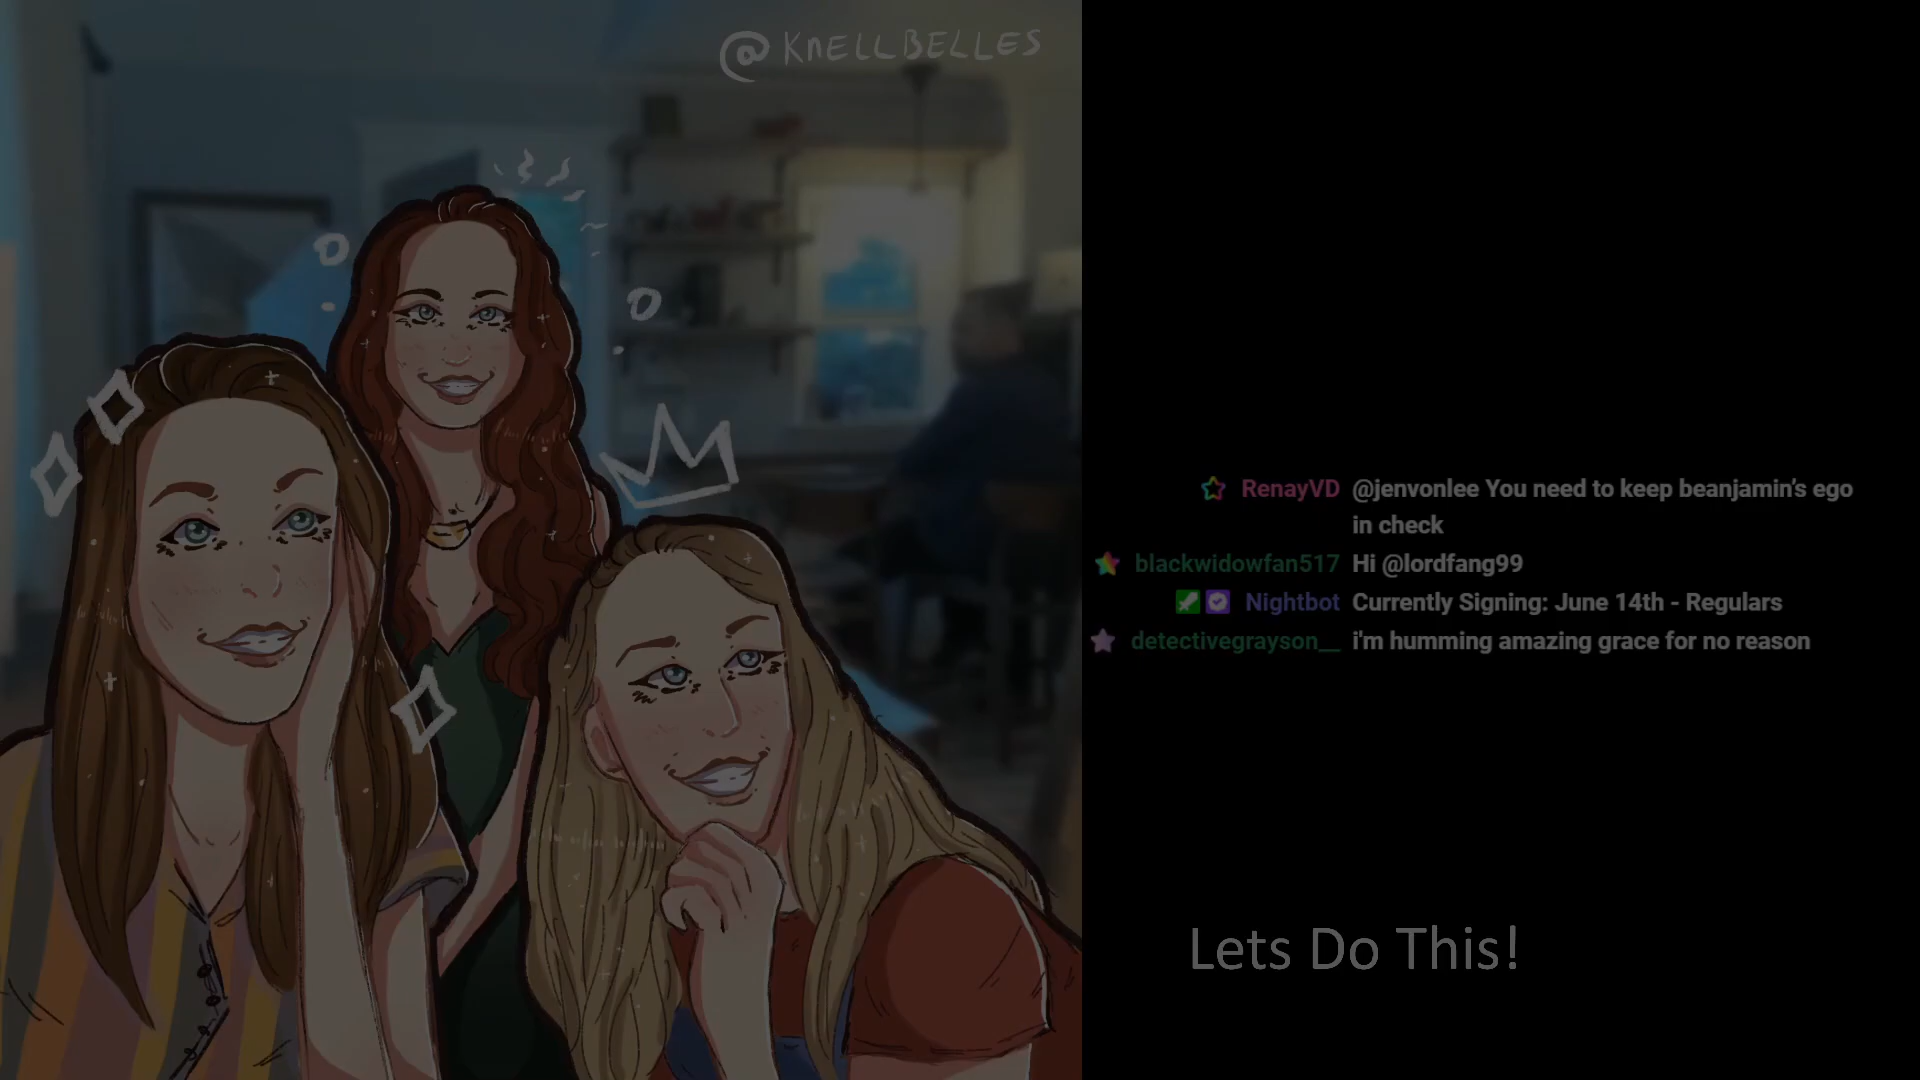 @KNELLBELLES
RenayVD @jenvonlee You need to keep beanjamin’s ego
in check
blackwidowfan517 Hi @lordfang99
Nightbot Currently Signing: June 14th - Regulars
detectivegrayson__ i'm humming amazing grace for no reason
Lets Do This!